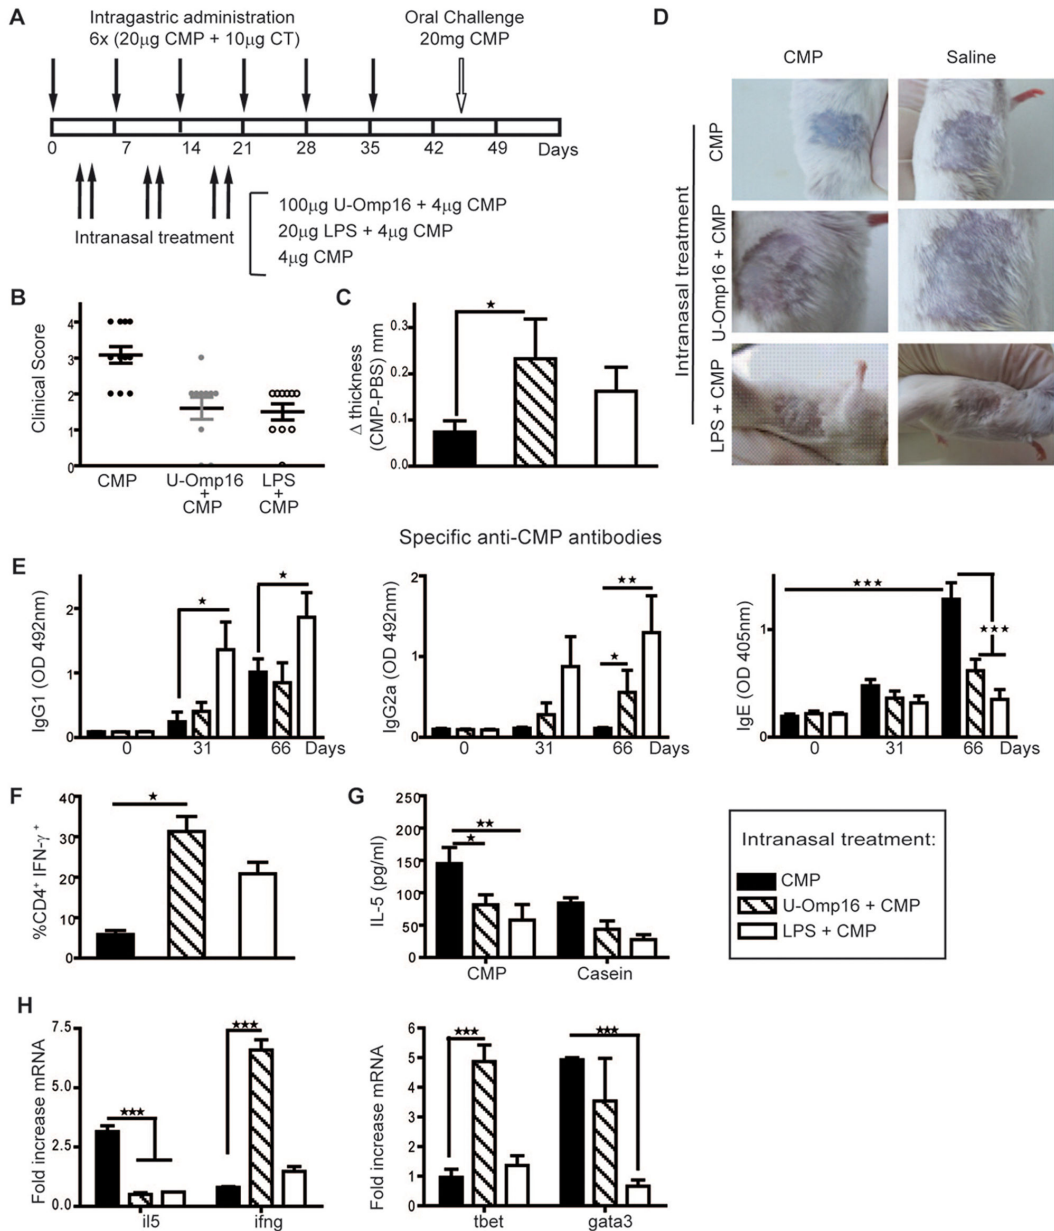 A
Intragastric administration
6x (20µg CMP + 10µg CT)
Oral Challenge
20mg CMP
0 7 14 21 28 35 42 49 Days
Intranasal treatment
100µg U-Omp16 + 4µg CMP
20µg LPS + 4µg CMP
4µg CMP
B
Clinical Score
4
3
2
1
0
CMP
U-Omp16
+
CMP
LPS
+
CMP
C
Δ thickness
(CMP-PBS) mm
0.3
0.2
0.1
0.0
★
D
CMP Saline
Intranasal treatment
CMP
U-Omp16 + CMP
LPS + CMP
Specific anti-CMP antibodies
E
IgG1 (OD 492nm)
2
1
0
★ ★
0 31 66 Days
IgG2a (OD 492nm)
2
1
0
★★
★
0 31 66 Days
IgE (OD 405nm)
1
0
★★★
★★★
0 31 66 Days
F
%CD4⁺ IFN-γ⁺
40
30
20
10
0
★
G
IL-5 (pg/ml)
250
200
150
100
50
0
★★
★
CMP Casein
Intranasal treatment:
CMP
U-Omp16 + CMP
LPS + CMP
H
Fold increase mRNA
7.5
5.0
2.5
0.0
★★★
★★★
il5 ifng
Fold increase mRNA
6
5
4
3
2
1
0
★★★ ★★★
tbet gata3